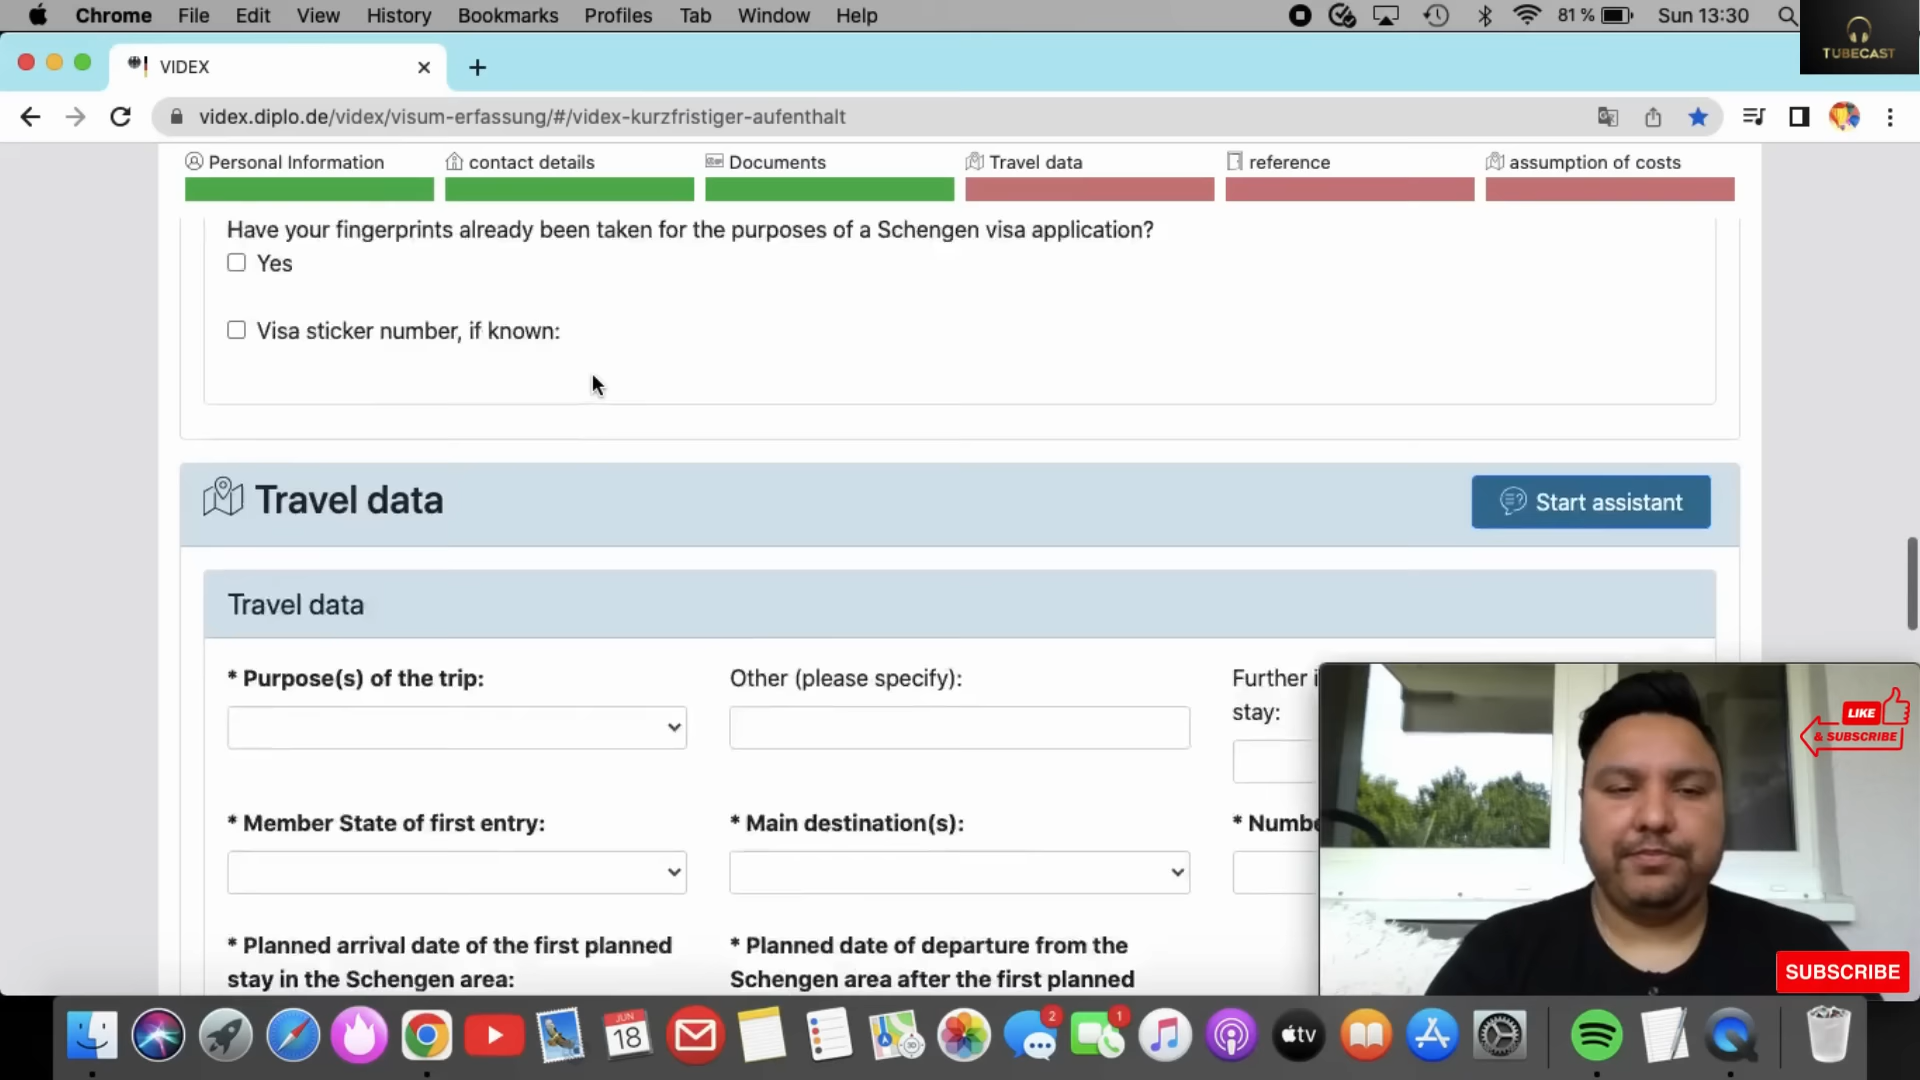 Chrome File Edit View History Bookmarks Profiles Tab Window Help
81 % Sun 13:30
TUBECAST
VIDEX
videx.diplo.de/videx/visum-erfassung/#/videx-kurzfristiger-aufenthalt
Personal Information
contact details
Documents
Travel data
reference
assumption of costs
Have your fingerprints already been taken for the purposes of a Schengen visa application?
Yes
Visa sticker number, if known:
Travel data
Start assistant
Travel data
* Purpose(s) of the trip:
Other (please specify):
Further
stay:
* Member State of first entry:
* Main destination(s):
* Planned arrival date of the first planned
stay in the Schengen area:
* Planned date of departure from the
Schengen area after the first planned
LIKE
& SUBSCRIBE
SUBSCRIBE
JUN
18
2
1
tv